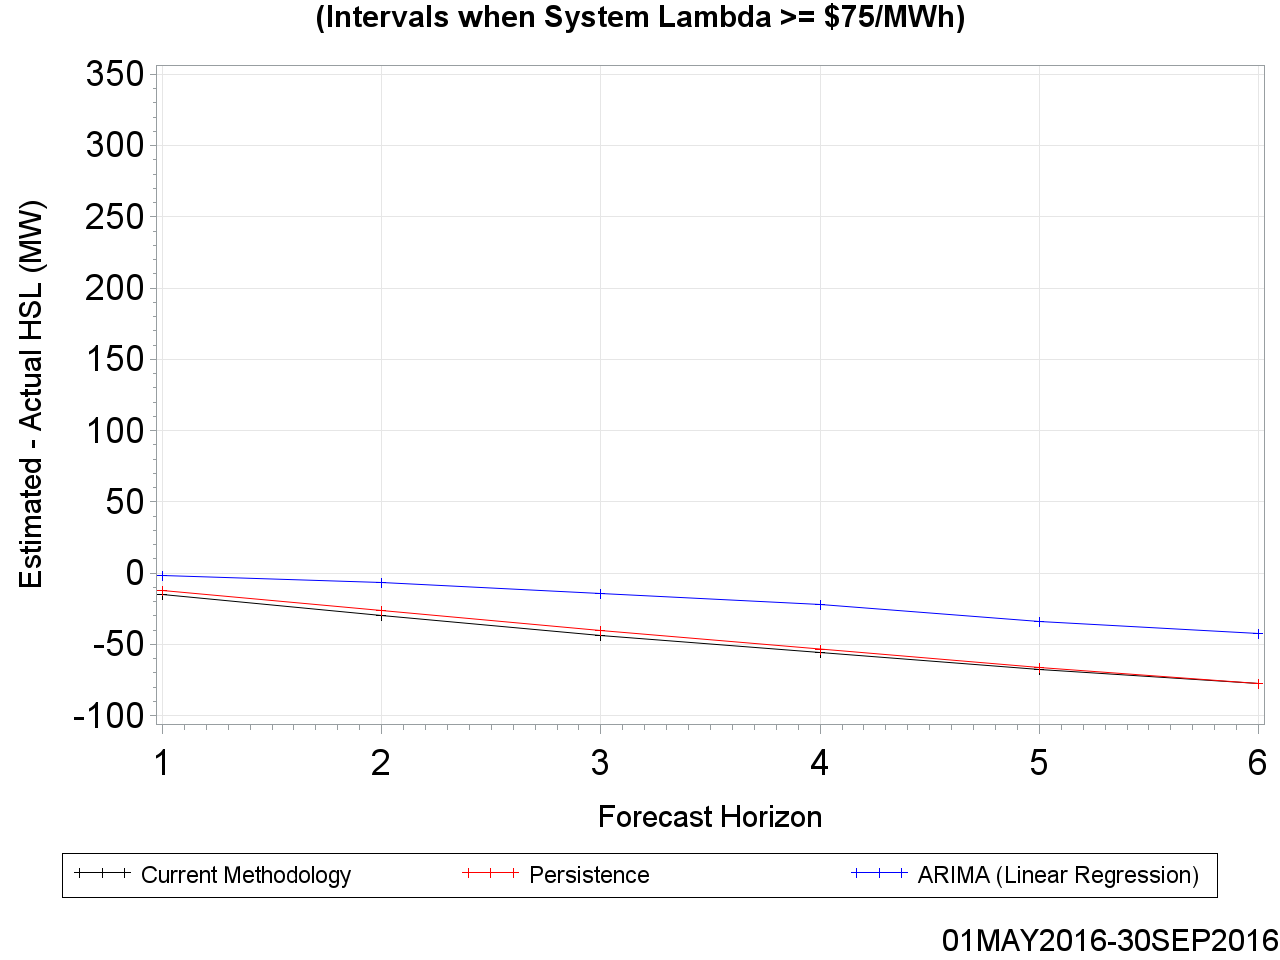 (Intervals when System Lambda >= $75/MWh)
350
300
250
200
150
100
50
0
-50
-100
Estimated - Actual HSL (MW)
1 2 3 4 5 6
Forecast Horizon
Current Methodology Persistence ARIMA (Linear Regression)
01MAY2016-30SEP2016